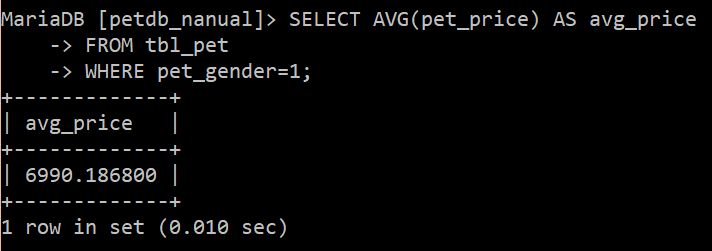 MariaDB [petdb_nanual]> SELECT AVG(pet_price) AS avg_price
    -> FROM tbl_pet
    -> WHERE pet_gender=1;
+-------------+
| avg_price   |
+-------------+
| 6990.186800 |
+-------------+
1 row in set (0.010 sec)